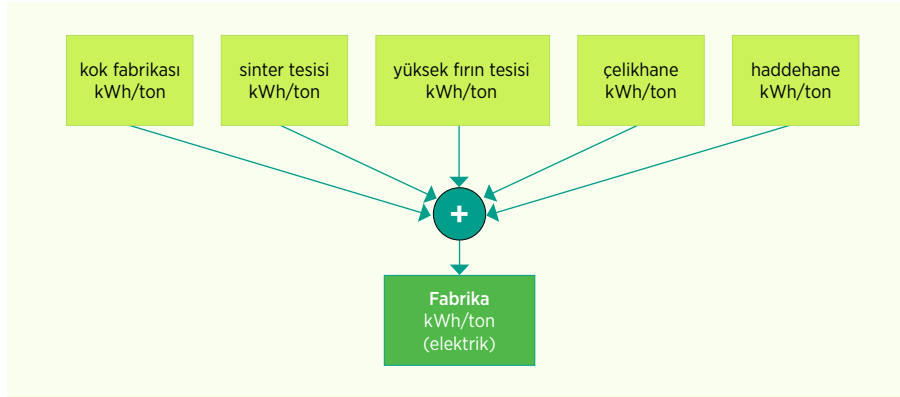 kok fabrikası
kWh/ton
sinter tesisi
kWh/ton
yüksek fırın tesisi
kWh/ton
çelikhane
kWh/ton
haddehane
kWh/ton
+
Fabrika
kWh/ton
(elektrik)